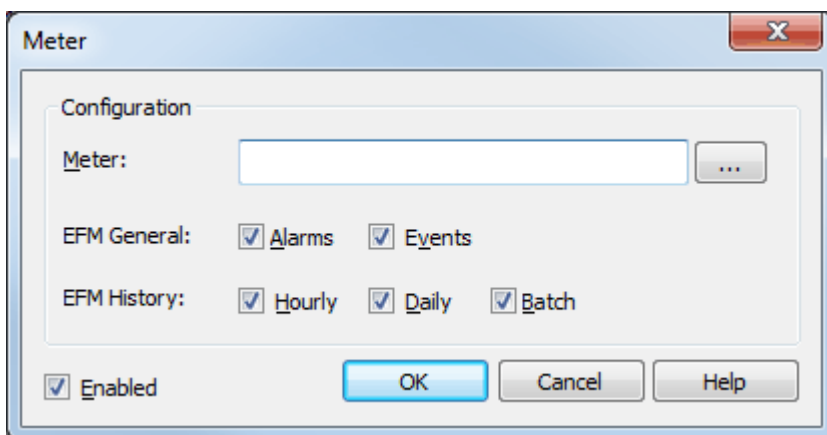 Meter
Configuration
Meter: ...
EFM General: Alarms Events
EFM History: Hourly Daily Batch
Enabled OK Cancel Help